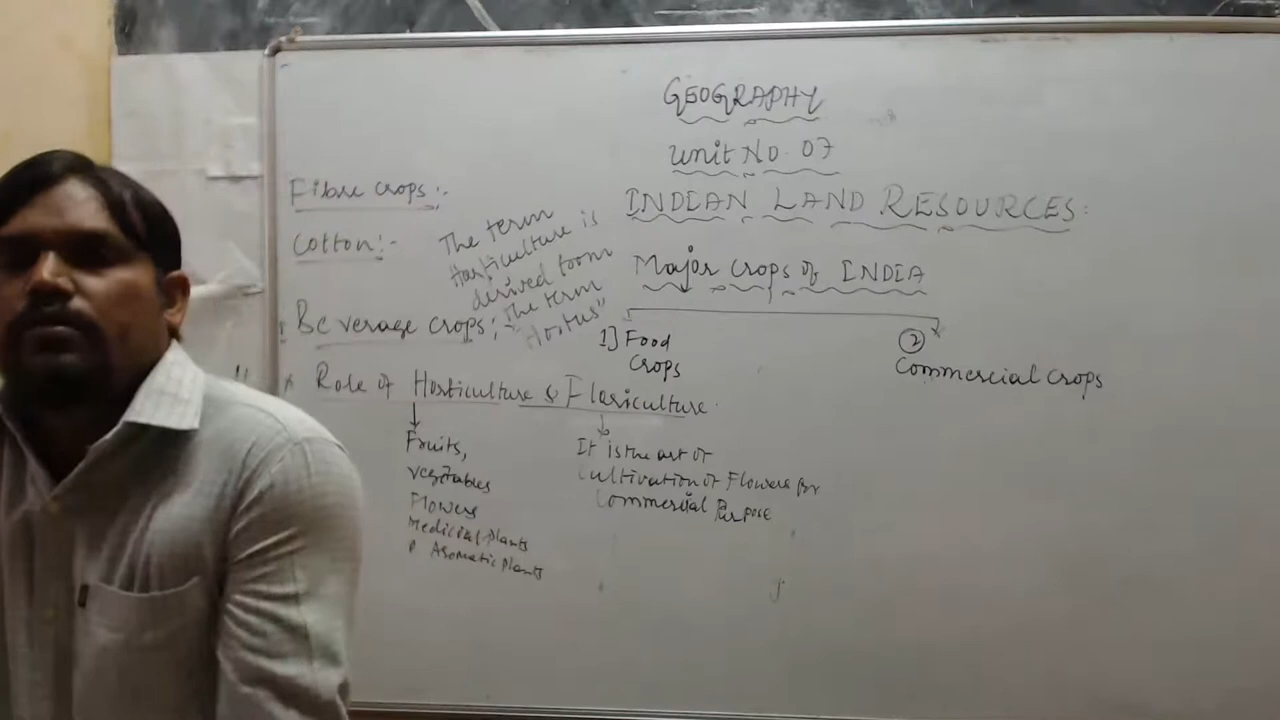 GEOGRAPHY
Unit No. 07
INDIAN LAND RESOURCES:
Major crops of INDIA
1] Food
Crops
②
Commercial Crops
Fibre crops:-
Cotton:-
The term
Horticulture is
derived from
the term
"Hortus"
Beverage crops:-
Role of Horticulture & Floriculture.
Fruits,
vegetables
Flowers
Medicial plants
& Aromatic plants
It is the art of
Cultivation of Flowers for
Commercial Purpose